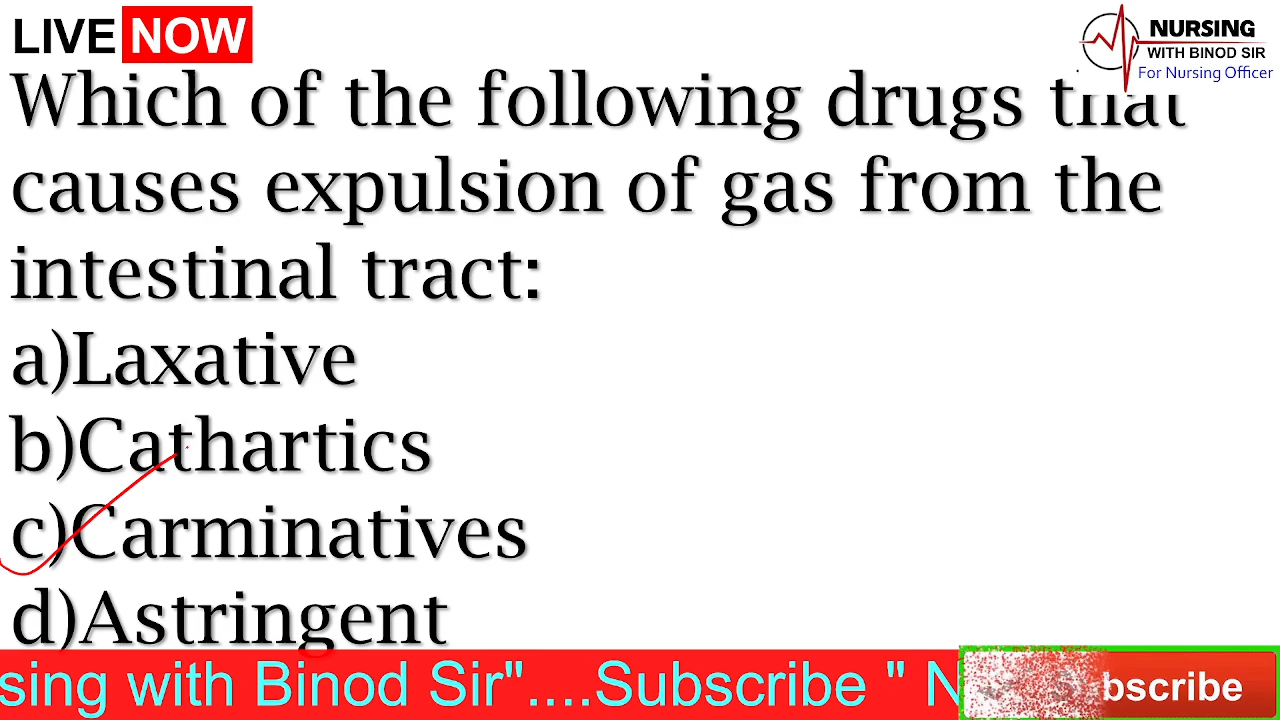 LIVE NOW
NURSING
WITH BINOD SIR
For Nursing Officer
Which of the following drugs that
causes expulsion of gas from the
intestinal tract:
a)Laxative
b)Cathartics
c)Carminatives
d)Astringent
sing with Binod Sir"....Subscribe " N
bscribe